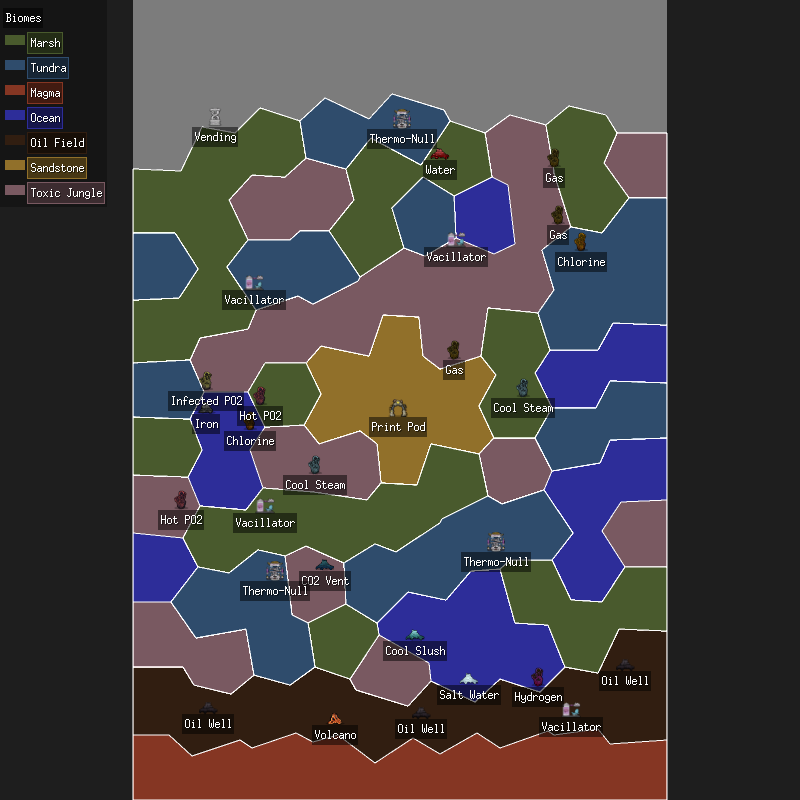 Biomes
Marsh
Tundra
Magma
Ocean
Oil Field
Sandstone
Toxic Jungle
Vending
Thermo-Null
Water
Gas
Gas
Vacillator
Chlorine
Vacillator
Gas
Infected PO2
Hot PO2
Cool Steam
Iron
Print Pod
Chlorine
Cool Steam
Hot PO2
Vacillator
Thermo-Null
CO2 Vent
Thermo-Null
Cool Slush
Oil Well
Salt Water
Hydrogen
Oil Well
Oil Well
Vacillator
Volcano